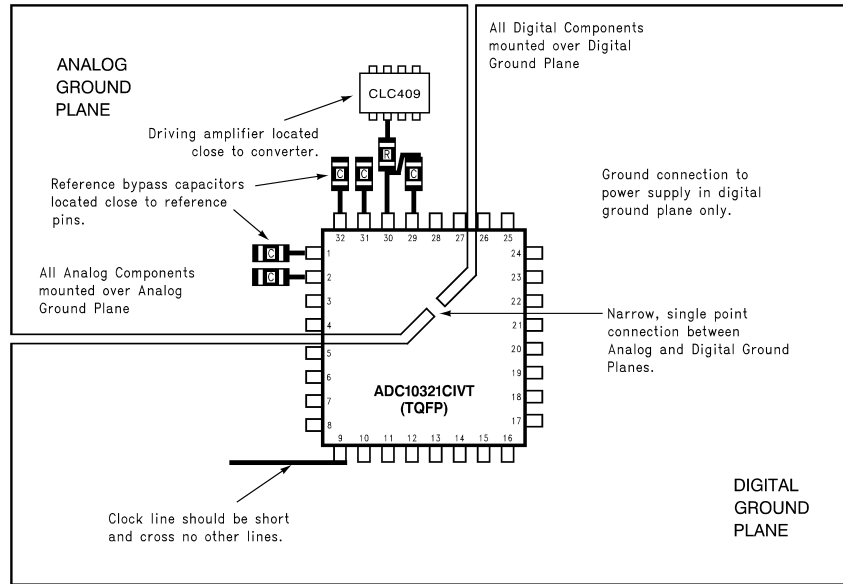 All Digital Components
mounted over Digital
Ground Plane
ANALOG
GROUND
PLANE
CLC409
Driving amplifier located
close to converter.
R
C
C
C
Reference bypass capacitors
located close to reference
pins.
Ground connection to
power supply in digital
ground plane only.
32 31 30 29 28 27 26 25
C
C
All Analog Components
mounted over Analog
Ground Plane
1
2
3
4
5
6
7
8
24
23
22
21
20
19
18
17
Narrow, single point
connection between
Analog and Digital Ground
Planes.
ADC10321CIVT
(TQFP)
9 10 11 12 13 14 15 16
Clock line should be short
and cross no other lines.
DIGITAL
GROUND
PLANE